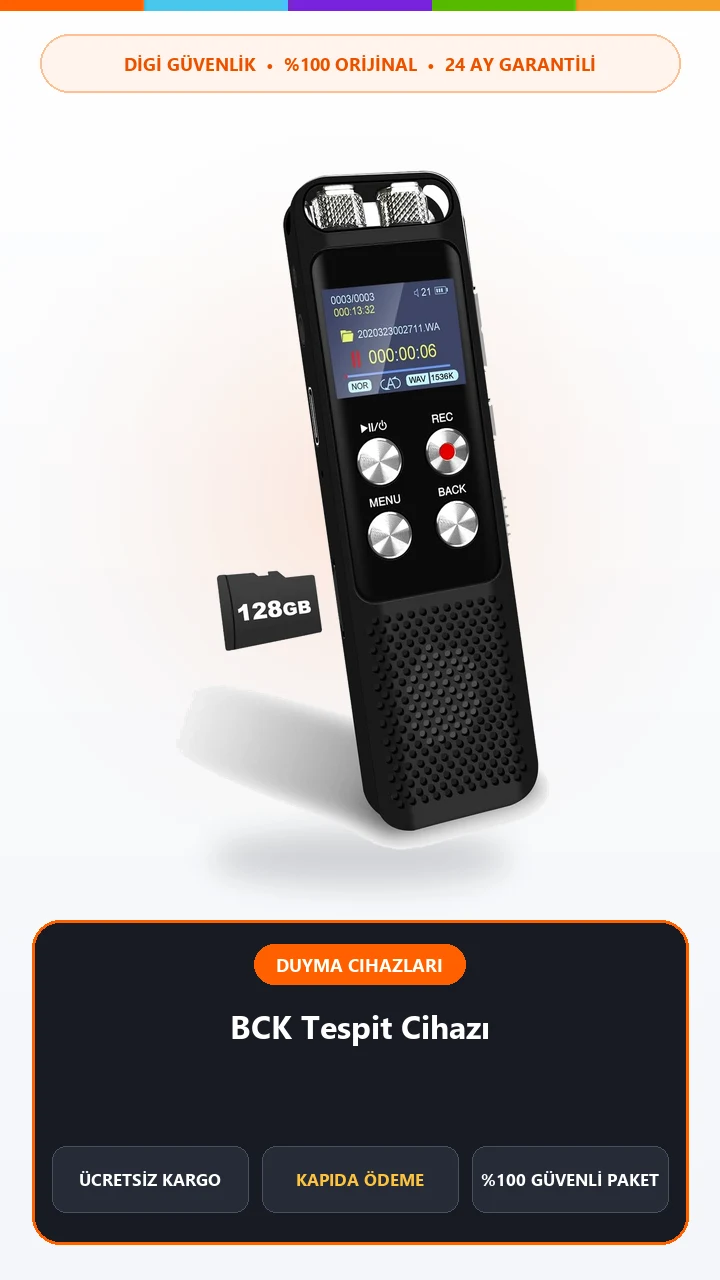 DİGİ GÜVENLİK • %100 ORİJİNAL • 24 AY GARANTİLİ
0003/0003 21
000:13:32
2020323002711.WA
000:00:06
NOR WAV 1536K
REC
MENU BACK
128GB
DUYMA CIHAZLARI
BCK Tespit Cihazı
ÜCRETSİZ KARGO KAPIDA ÖDEME %100 GÜVENLİ PAKET